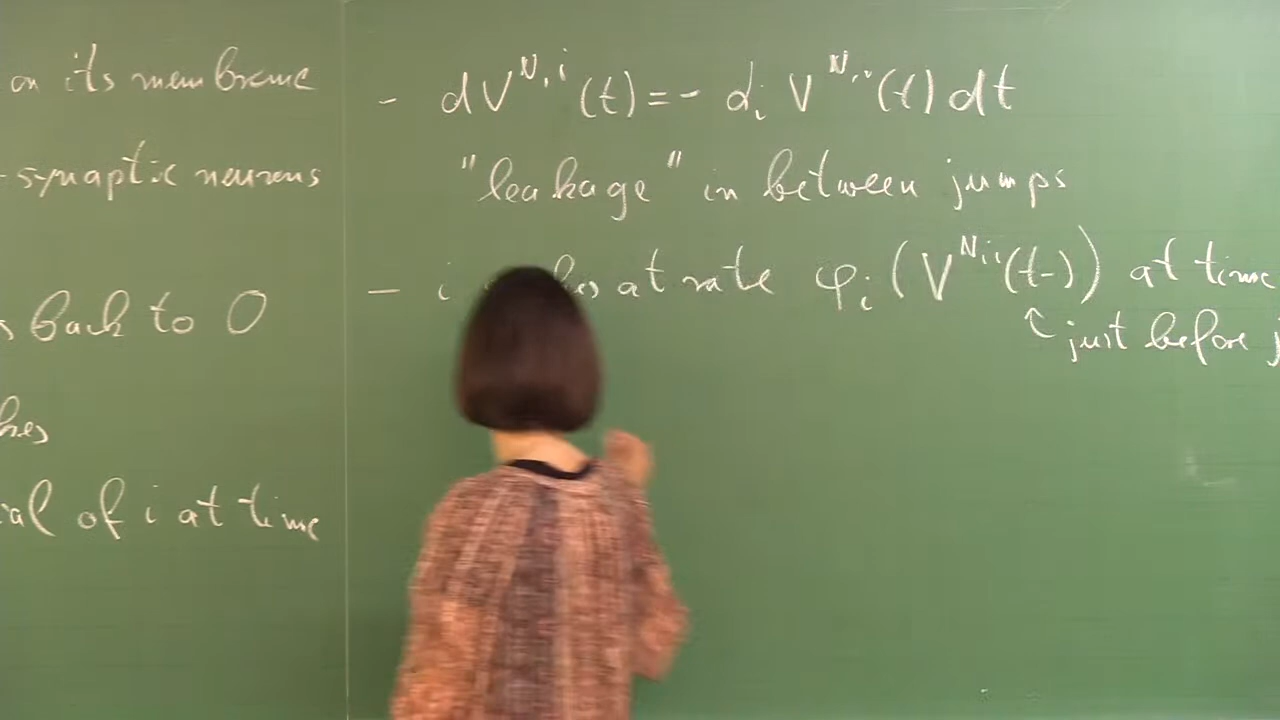 on its membrane
-synaptic neurons
back to 0
of i at time
- dV^{N,i}(t) = - α_i V^{N,i}(t) dt
"leakage" in between jumps
- i at rate φ_i (V^{N,i}(t-)) at time
↑ just before